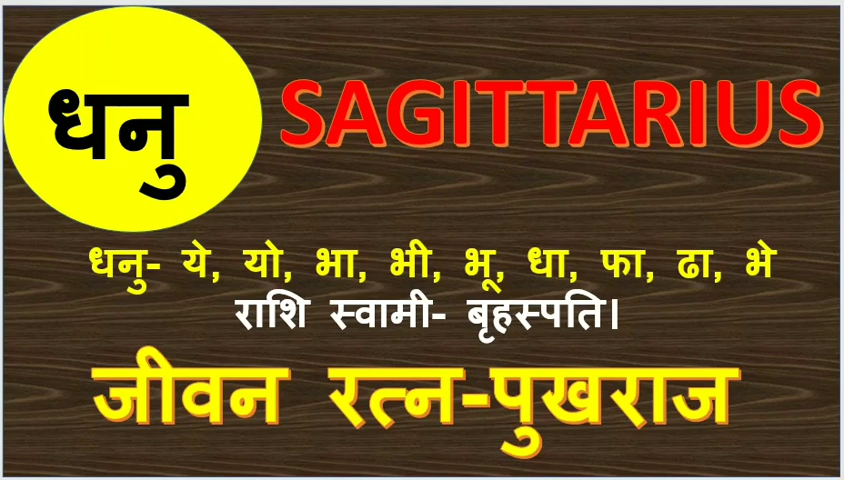 धनु
SAGITTARIUS
धनु- ये, यो, भा, भी, भू, धा, फा, ढा, भे
राशि स्वामी- बृहस्पति।
जीवन रत्न-पुखराज